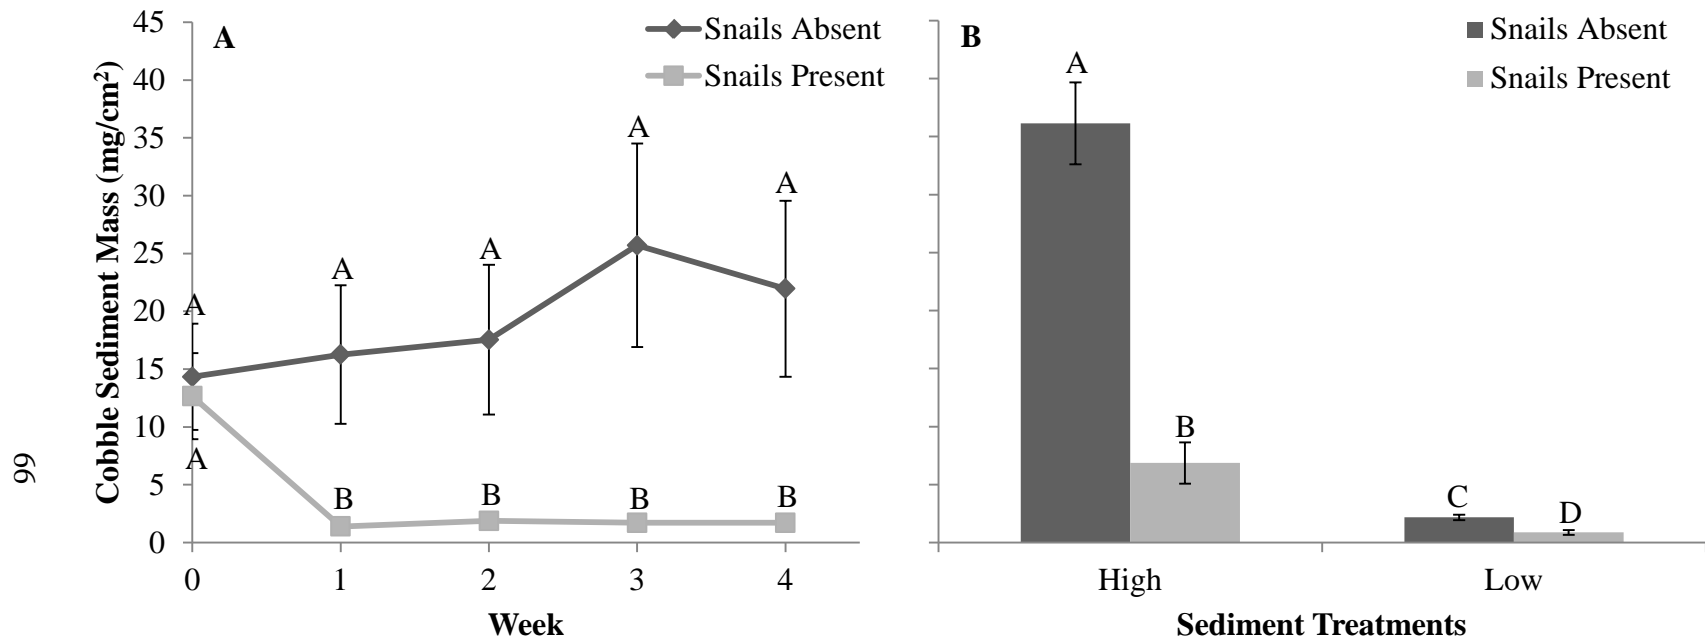 A
Snails Absent
Snails Present
Cobble Sediment Mass (mg/cm²)
45
40
35
30
25
20
15
10
5
0
A
A
A
A
A
A
B
B
B
B
0 1 2 3 4
Week
B
Snails Absent
Snails Present
A
B
C
D
High Low
Sediment Treatments
99